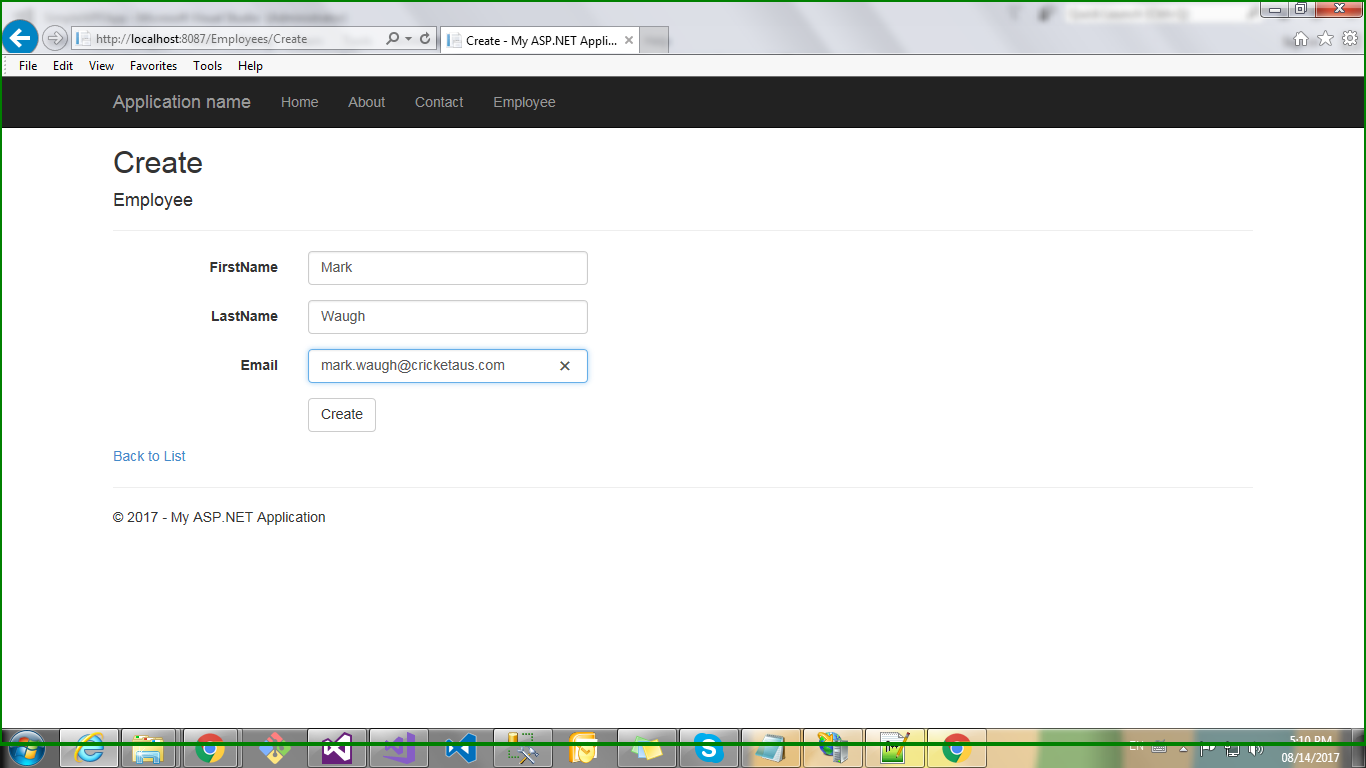 http://localhost:8087/Employees/Create
Create - My ASP.NET Appli...
File Edit View Favorites Tools Help
Application name Home About Contact Employee
Create
Employee
FirstName Mark
LastName Waugh
Email mark.waugh@cricketaus.com
Create
Back to List
© 2017 - My ASP.NET Application
EN
5:10 PM
08/14/2017